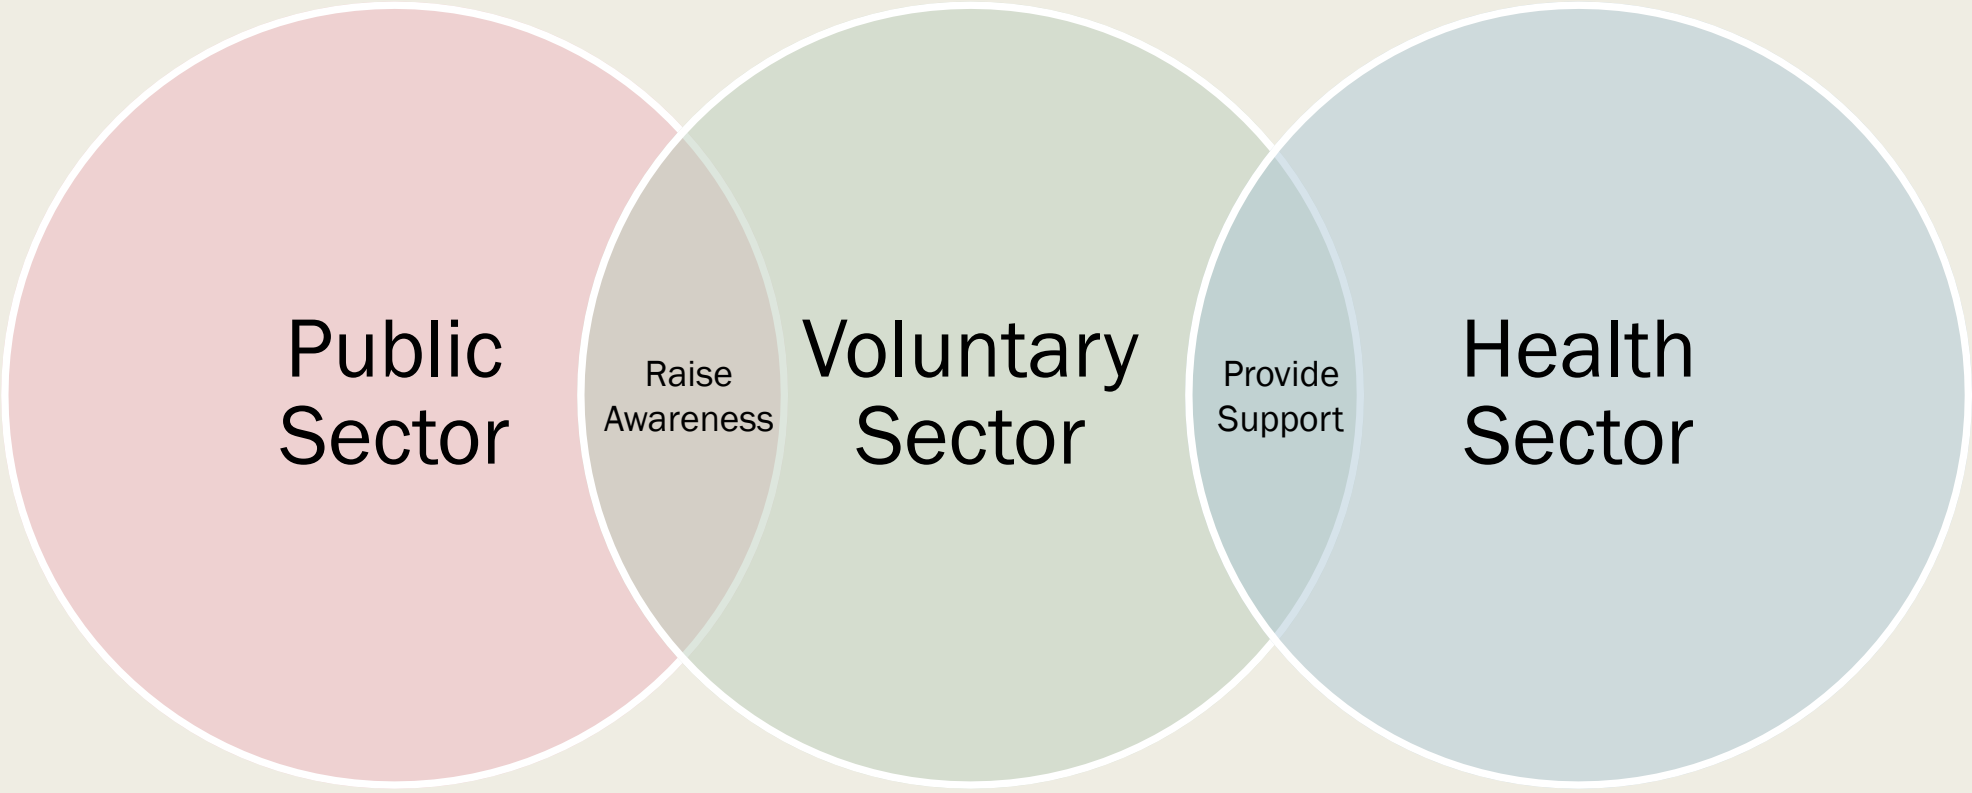 Public
Sector
Raise
Awareness
Voluntary
Sector
Provide
Support
Health
Sector